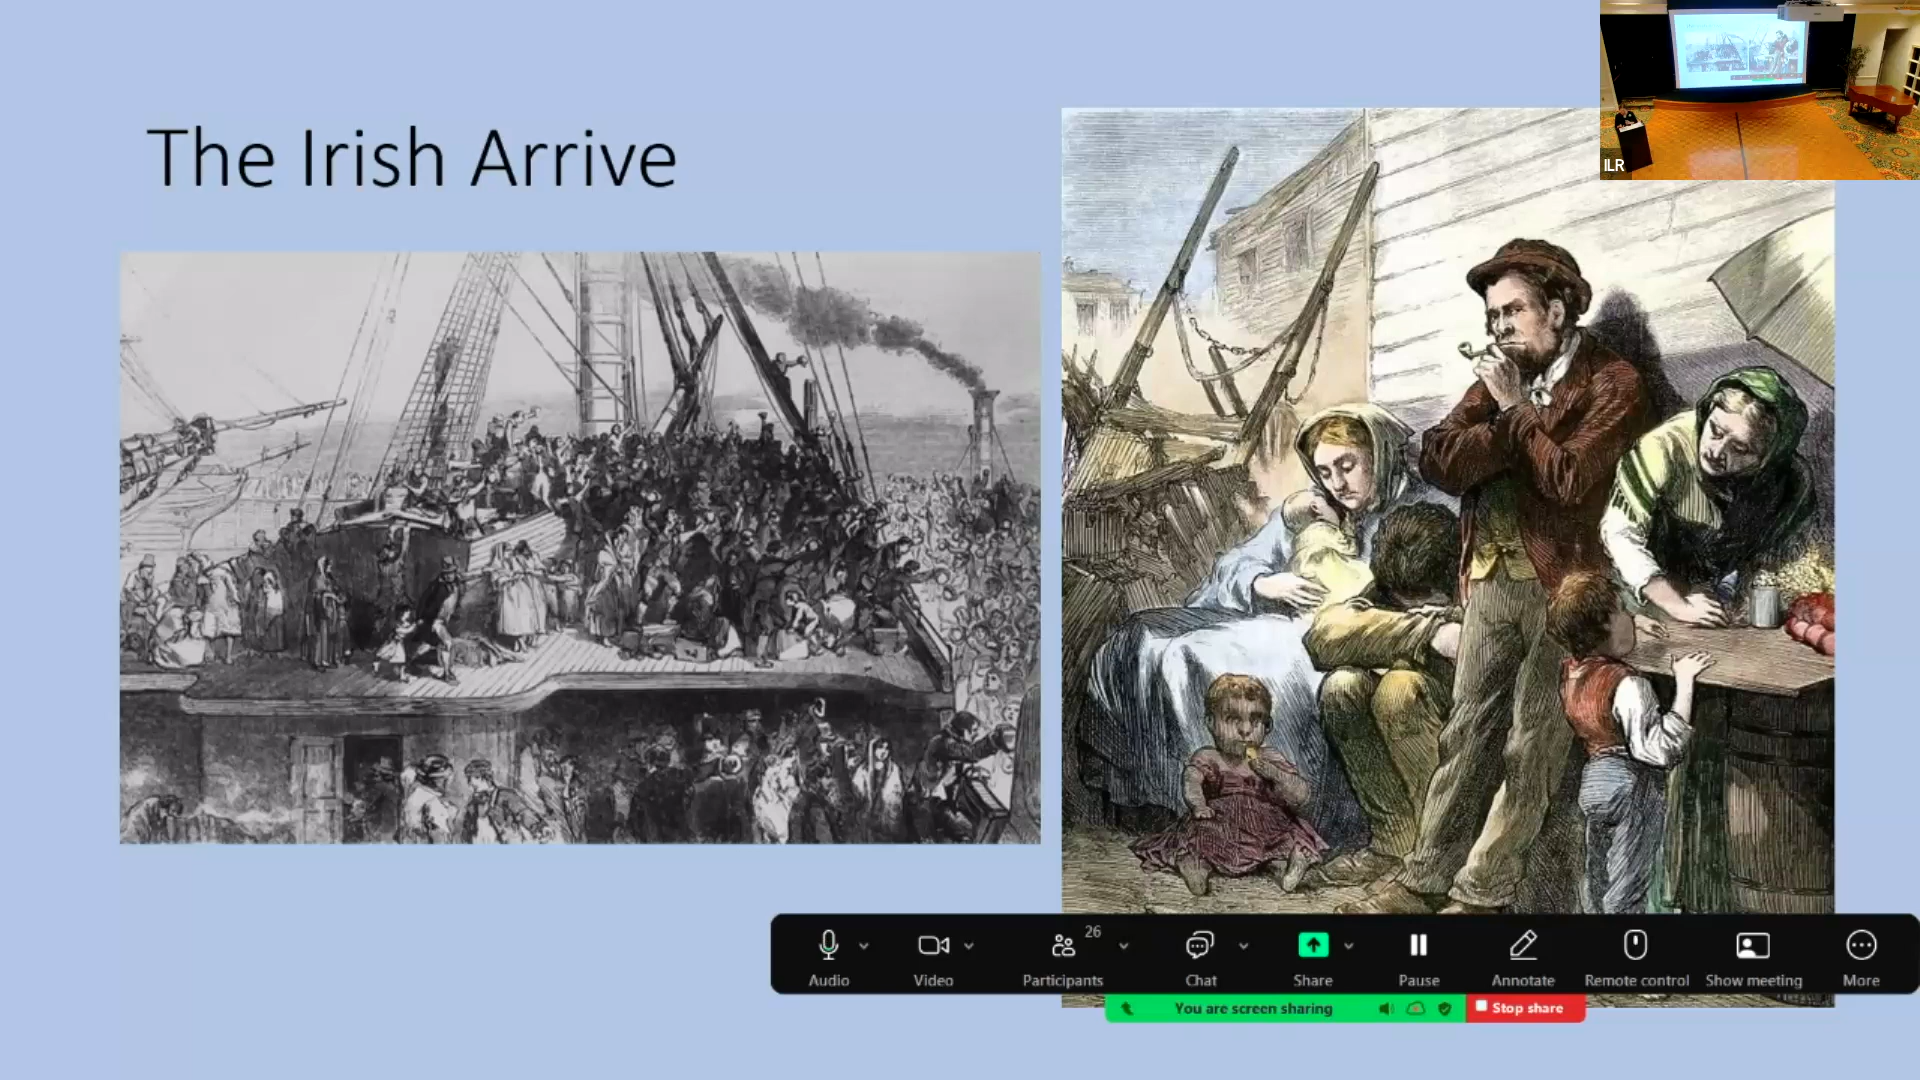 The Irish Arrive
ILR
26
Audio
Video
Participants
Chat
Share
Pause
Annotate
Remote control
Show meeting
More
You are screen sharing
Stop share